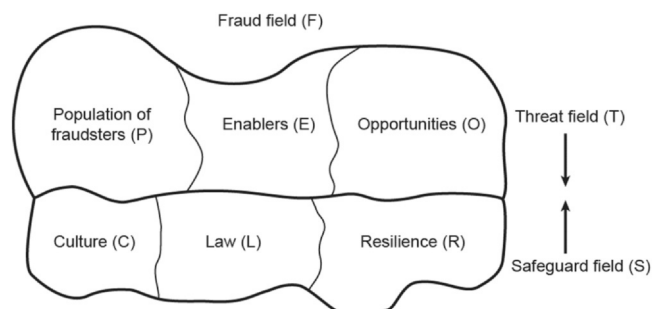 Fraud field (F)
Population of
fraudsters (P)
Enablers (E)
Opportunities (O)
Threat field (T)
Culture (C)
Law (L)
Resilience (R)
Safeguard field (S)